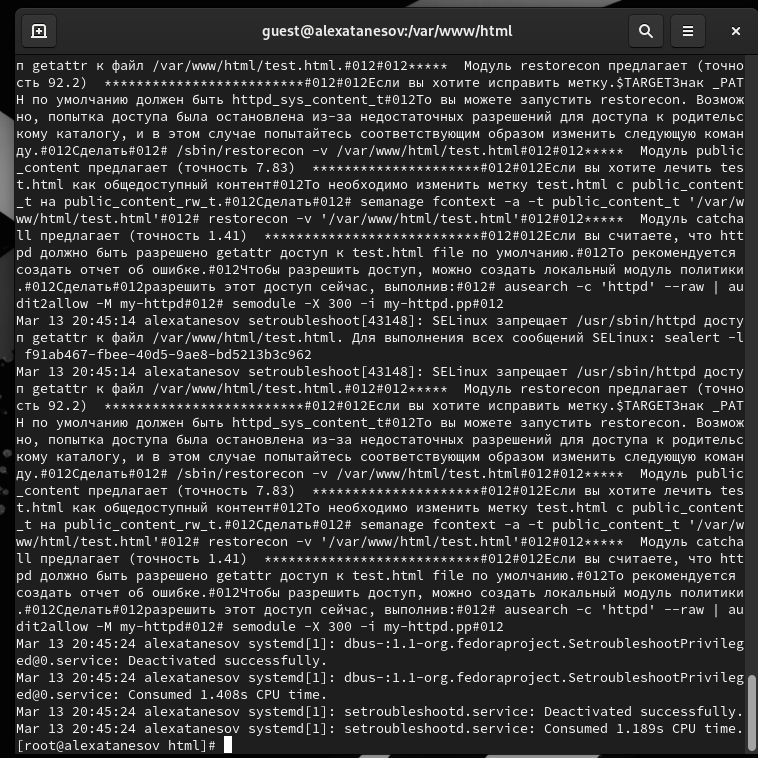 guest@alexatanesov:/var/www/html
п getattr к файл /var/www/html/test.html.#012#012*****  Модуль restorecon предлагает (точно
сть 92.2)  *************************#012#012Если вы хотите исправить метку.$TARGETЗнак _PAT
H по умолчанию должен быть httpd_sys_content_t#012То вы можете запустить restorecon. Возмож
но, попытка доступа была остановлена из-за недостаточных разрешений для доступа к родительс
кому каталогу, и в этом случае попытайтесь соответствующим образом изменить следующую коман
ду.#012Сделать#012# /sbin/restorecon -v /var/www/html/test.html#012#012*****  Модуль public
_content предлагает (точность 7.83)  *********************#012#012Если вы хотите лечить tes
t.html как общедоступный контент#012То необходимо изменить метку test.html с public_content
_t на public_content_rw_t.#012Сделать#012# semanage fcontext -a -t public_content_t '/var/w
ww/html/test.html'#012# restorecon -v '/var/www/html/test.html'#012#012*****  Модуль catcha
ll предлагает (точность 1.41)  ***************************#012#012Если вы считаете, что htt
pd должно быть разрешено getattr доступ к test.html file по умолчанию.#012То рекомендуется
создать отчет об ошибке.#012Чтобы разрешить доступ, можно создать локальный модуль политики
.#012Сделать#012разрешить этот доступ сейчас, выполнив:#012# ausearch -c 'httpd' --raw | au
dit2allow -M my-httpd#012# semodule -X 300 -i my-httpd.pp#012
Mar 13 20:45:14 alexatanesov setroubleshoot[43148]: SELinux запрещает /usr/sbin/httpd досту
п getattr к файл /var/www/html/test.html. Для выполнения всех сообщений SELinux: sealert -l
 f91ab467-fbee-40d5-9ae8-bd5213b3c962
Mar 13 20:45:14 alexatanesov setroubleshoot[43148]: SELinux запрещает /usr/sbin/httpd досту
п getattr к файл /var/www/html/test.html.#012#012*****  Модуль restorecon предлагает (точно
сть 92.2)  *************************#012#012Если вы хотите исправить метку.$TARGETЗнак _PAT
H по умолчанию должен быть httpd_sys_content_t#012То вы можете запустить restorecon. Возмож
но, попытка доступа была остановлена из-за недостаточных разрешений для доступа к родительс
кому каталогу, и в этом случае попытайтесь соответствующим образом изменить следующую коман
ду.#012Сделать#012# /sbin/restorecon -v /var/www/html/test.html#012#012*****  Модуль public
_content предлагает (точность 7.83)  *********************#012#012Если вы хотите лечить tes
t.html как общедоступный контент#012То необходимо изменить метку test.html с public_content
_t на public_content_rw_t.#012Сделать#012# semanage fcontext -a -t public_content_t '/var/w
ww/html/test.html'#012# restorecon -v '/var/www/html/test.html'#012#012*****  Модуль catcha
ll предлагает (точность 1.41)  ***************************#012#012Если вы считаете, что htt
pd должно быть разрешено getattr доступ к test.html file по умолчанию.#012То рекомендуется
создать отчет об ошибке.#012Чтобы разрешить доступ, можно создать локальный модуль политики
.#012Сделать#012разрешить этот доступ сейчас, выполнив:#012# ausearch -c 'httpd' --raw | au
dit2allow -M my-httpd#012# semodule -X 300 -i my-httpd.pp#012
Mar 13 20:45:24 alexatanesov systemd[1]: dbus-:1.1-org.fedoraproject.SetroubleshootPrivileg
ed@0.service: Deactivated successfully.
Mar 13 20:45:24 alexatanesov systemd[1]: dbus-:1.1-org.fedoraproject.SetroubleshootPrivileg
ed@0.service: Consumed 1.408s CPU time.
Mar 13 20:45:24 alexatanesov systemd[1]: setroubleshootd.service: Deactivated successfully.
Mar 13 20:45:24 alexatanesov systemd[1]: setroubleshootd.service: Consumed 1.189s CPU time.
[root@alexatanesov html]#